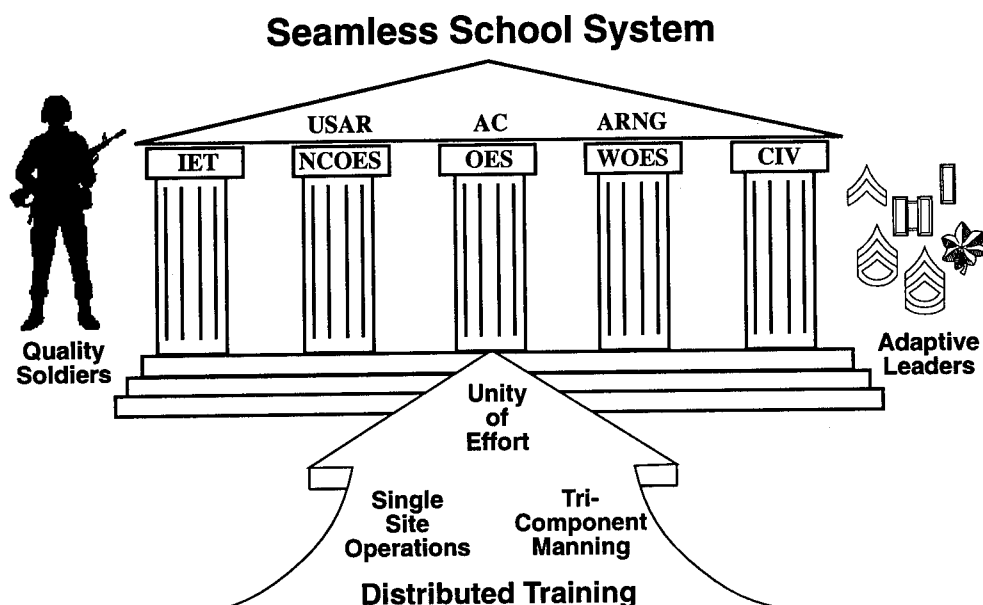 Seamless School System
USAR AC ARNG
IET NCOES OES WOES CIV
Quality
Soldiers
Adaptive
Leaders
Unity
of
Effort
Single
Site
Operations
Tri-
Component
Manning
Distributed Training